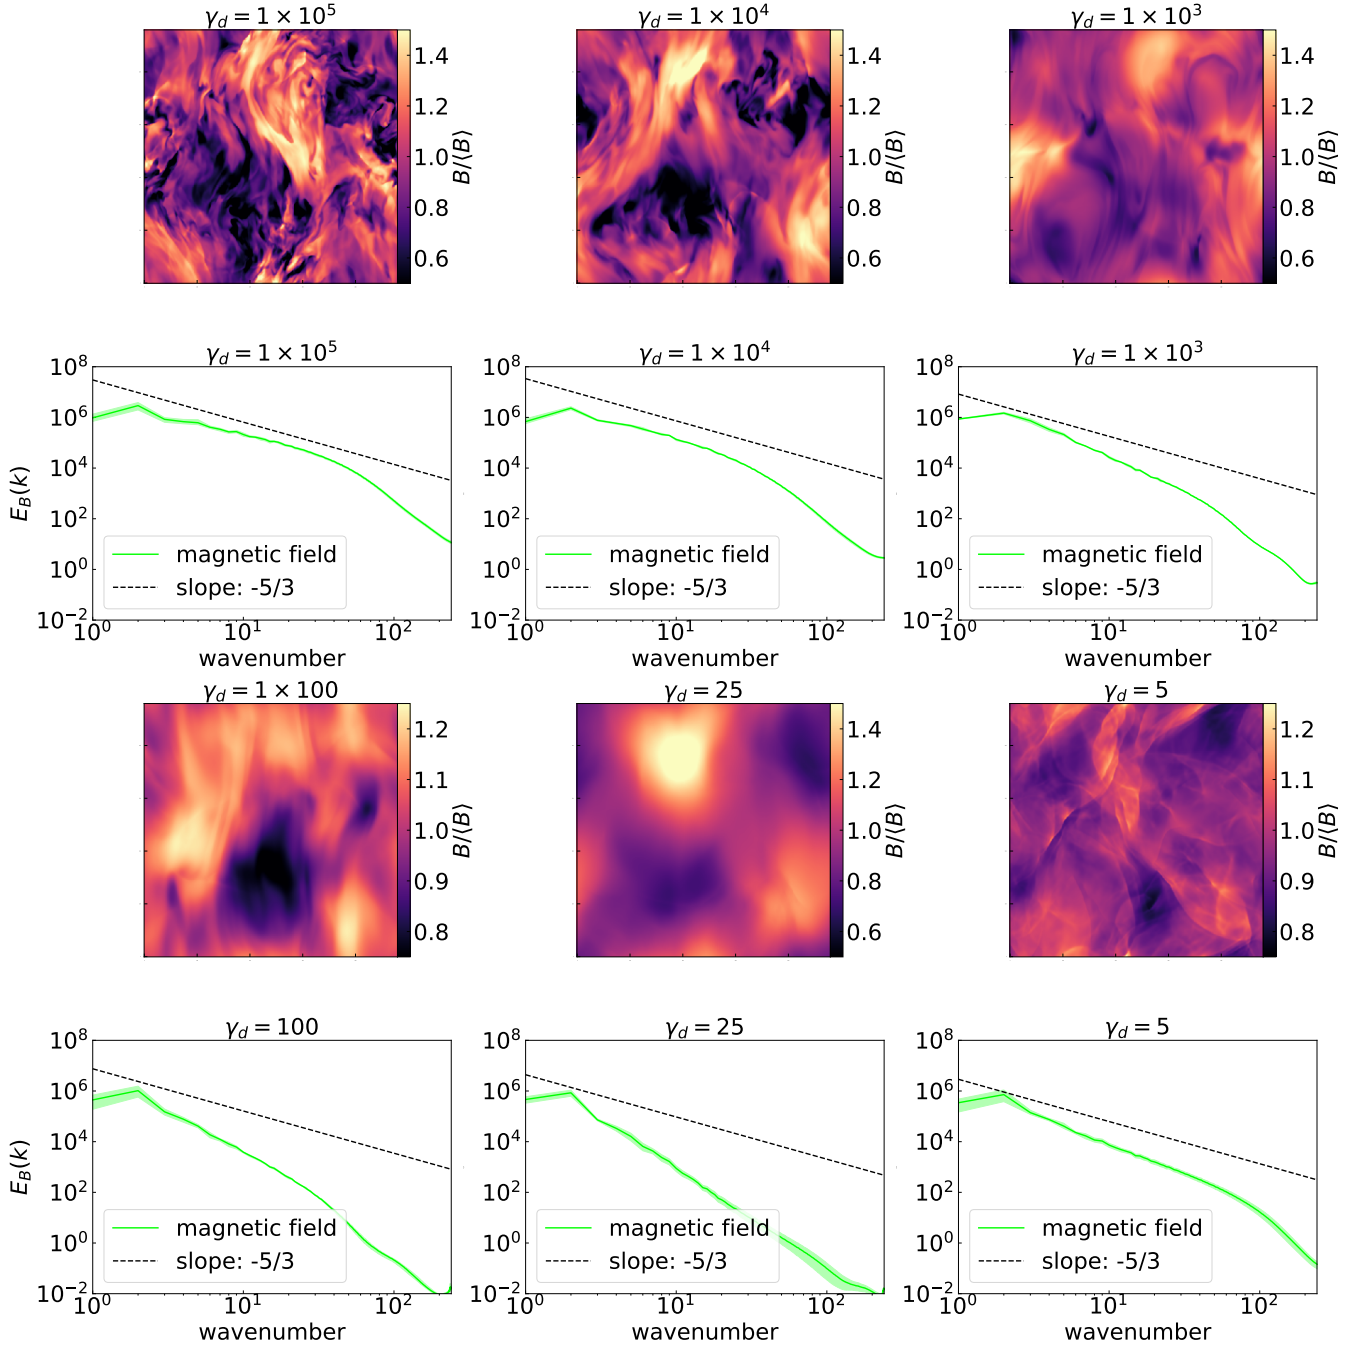 γ_d = 1 × 10^5
1.4
1.2
1.0
0.8
0.6
B/⟨B⟩
γ_d = 1 × 10^4
1.4
1.2
1.0
0.8
0.6
B/⟨B⟩
γ_d = 1 × 10^3
1.4
1.2
1.0
0.8
0.6
B/⟨B⟩
γ_d = 1 × 10^5
10^8
10^6
10^4
10^2
10^0
10^−2
E_B(k)
magnetic field
slope: -5/3
10^0 10^1 10^2
wavenumber
γ_d = 1 × 10^4
10^8
10^6
10^4
10^2
10^0
10^−2
magnetic field
slope: -5/3
10^0 10^1 10^2
wavenumber
γ_d = 1 × 10^3
10^8
10^6
10^4
10^2
10^0
10^−2
magnetic field
slope: -5/3
10^0 10^1 10^2
wavenumber
γ_d = 1 × 100
1.2
1.1
1.0
0.9
0.8
B/⟨B⟩
γ_d = 25
1.4
1.2
1.0
0.8
0.6
B/⟨B⟩
γ_d = 5
1.2
1.1
1.0
0.9
0.8
B/⟨B⟩
γ_d = 100
10^8
10^6
10^4
10^2
10^0
10^−2
E_B(k)
magnetic field
slope: -5/3
10^0 10^1 10^2
wavenumber
γ_d = 25
10^8
10^6
10^4
10^2
10^0
10^−2
magnetic field
slope: -5/3
10^0 10^1 10^2
wavenumber
γ_d = 5
10^8
10^6
10^4
10^2
10^0
10^−2
magnetic field
slope: -5/3
10^0 10^1 10^2
wavenumber